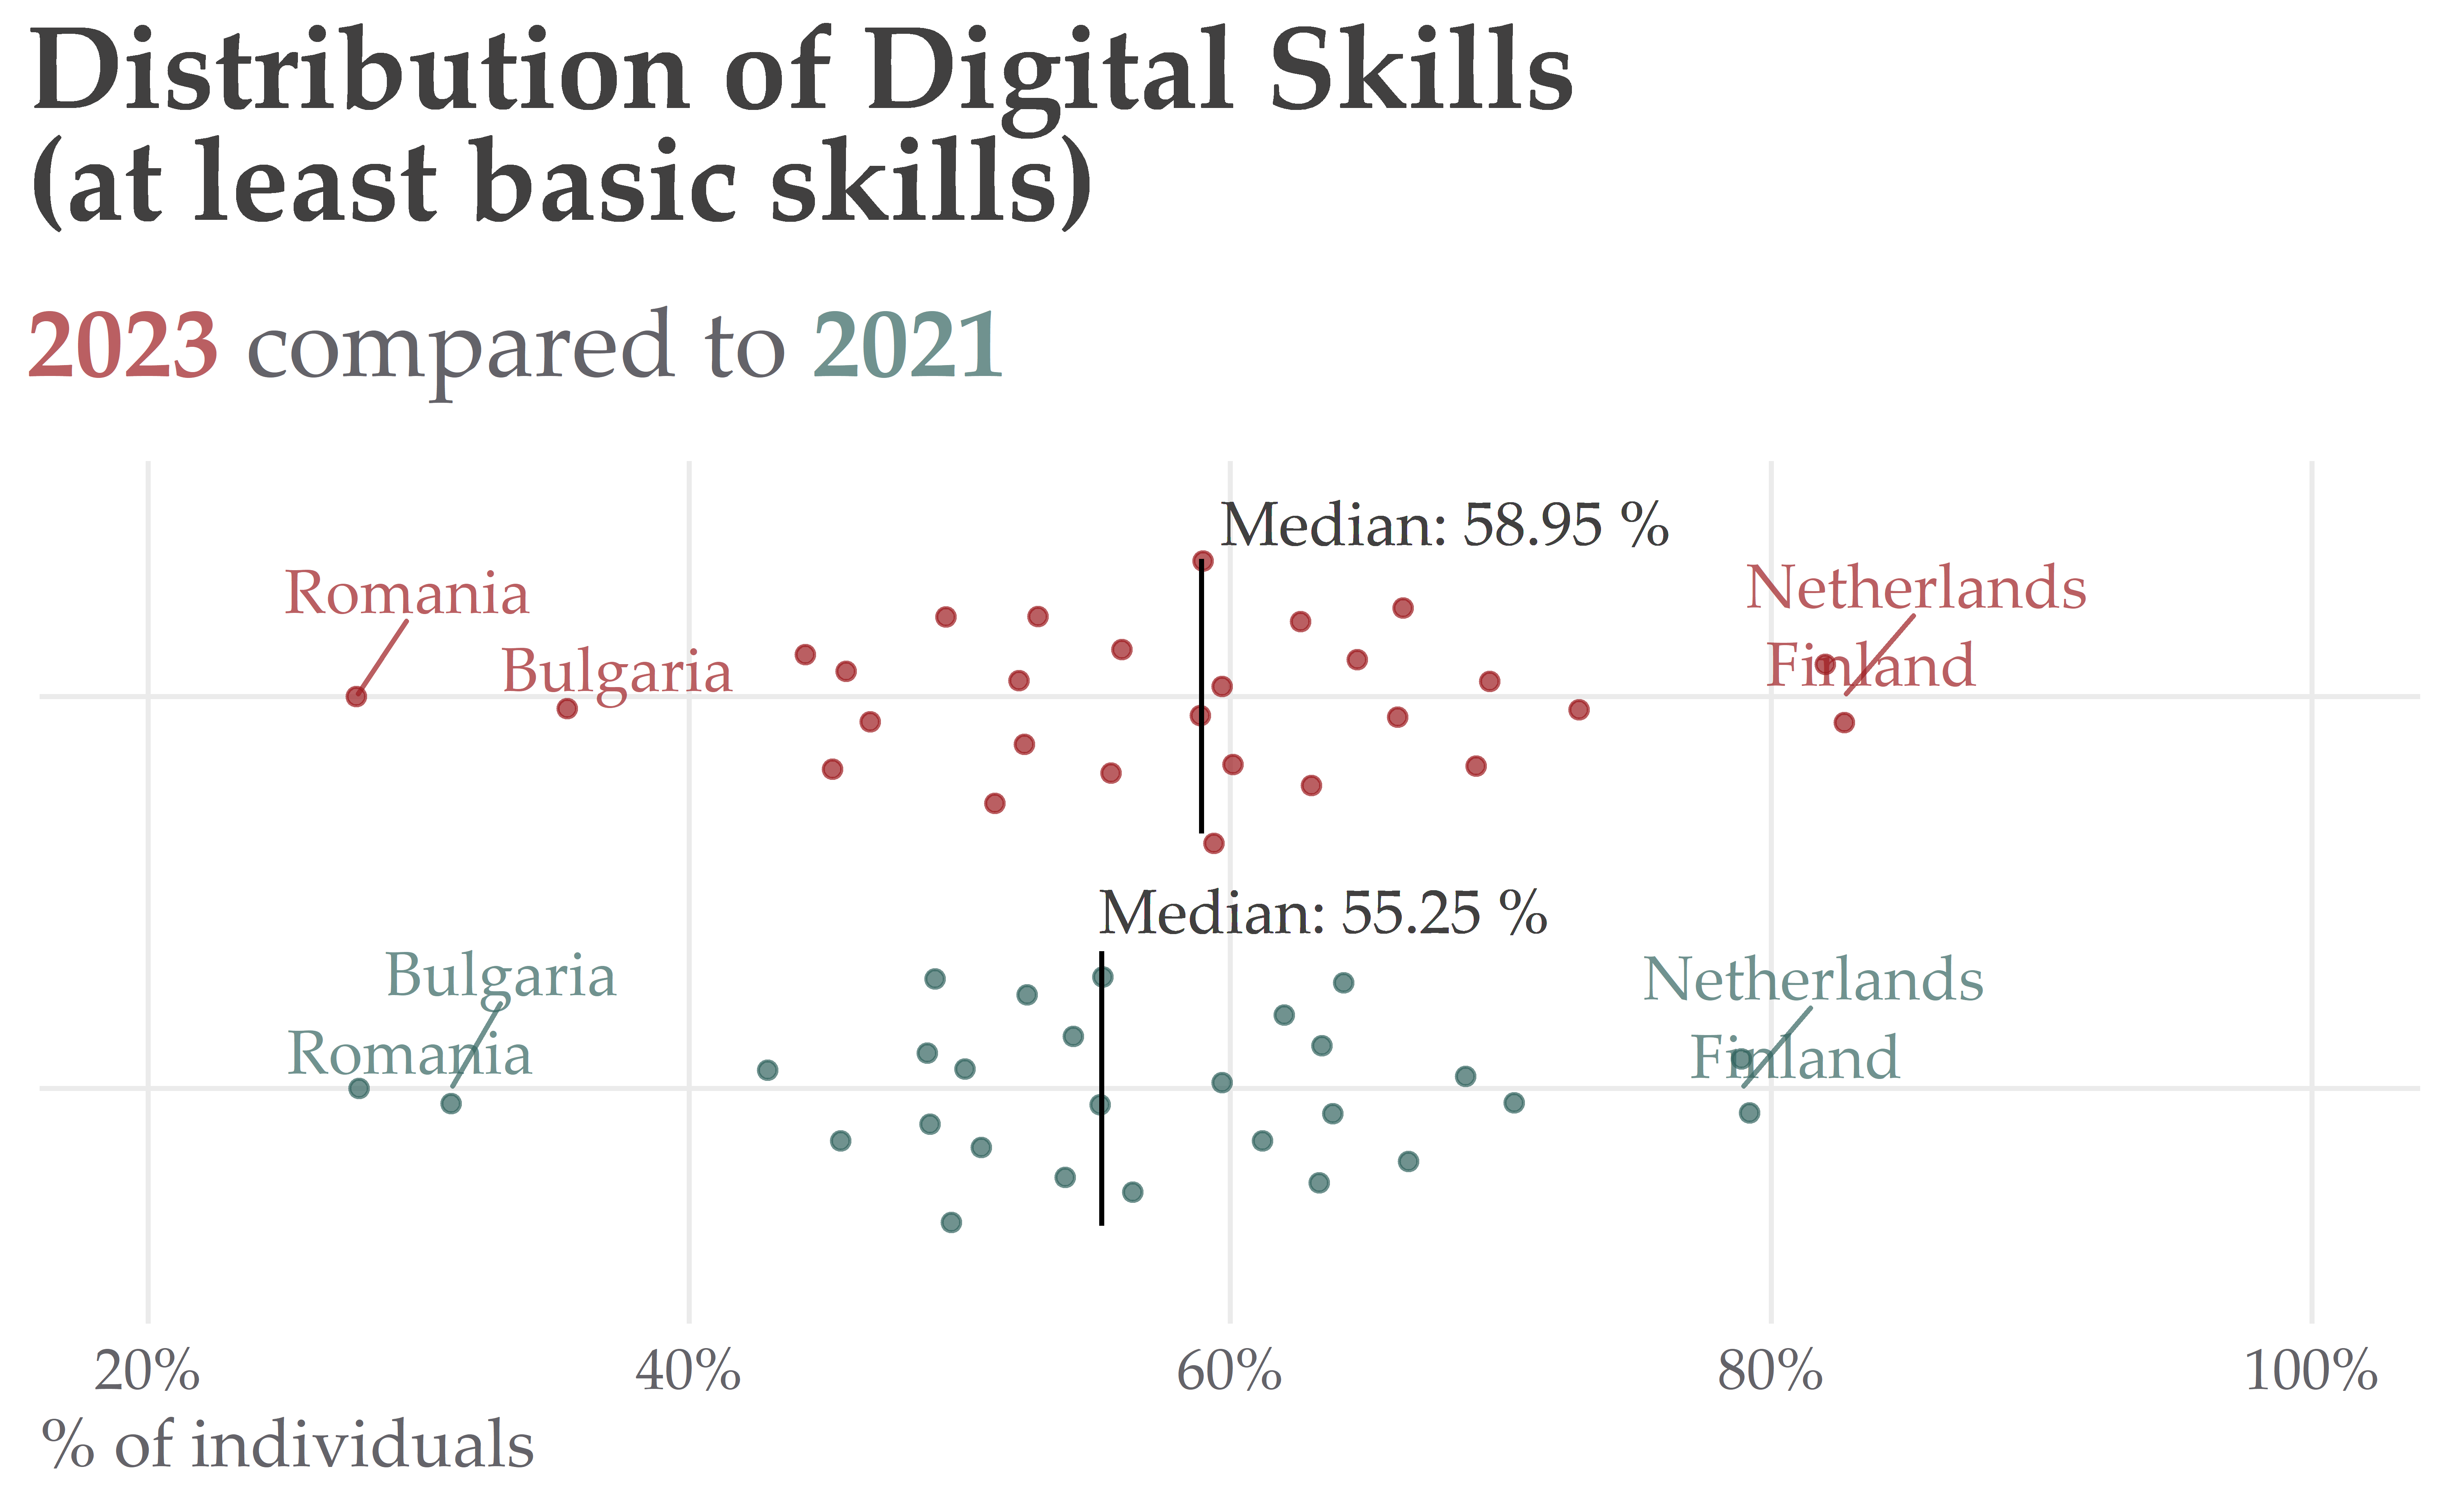 Distribution of Digital Skills
(at least basic skills)
2023 compared to 2021
Median: 58.95 %
Romania
Netherlands
Bulgaria
Finland
Median: 55.25 %
Bulgaria
Netherlands
Romania
Finland
20%
40%
60%
80%
100%
% of individuals